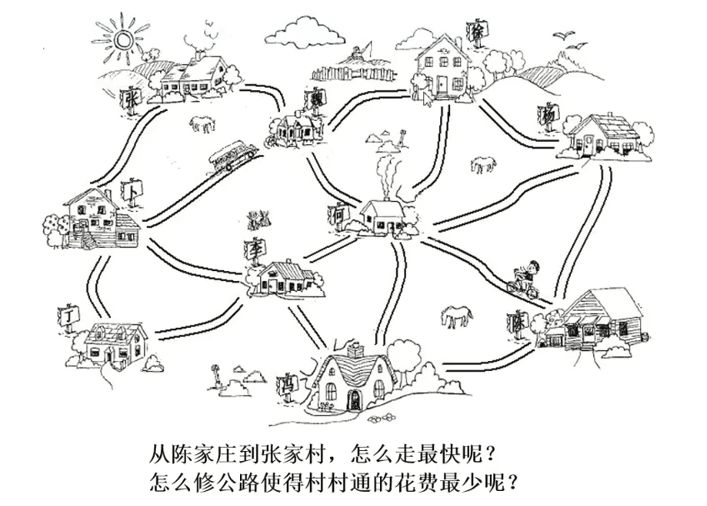 徐
张
魏
杨
卜
何
李
丁
陈
冯
从陈家庄到张家村，怎么走最快呢？
怎么修公路使得村村通的花费最少呢？